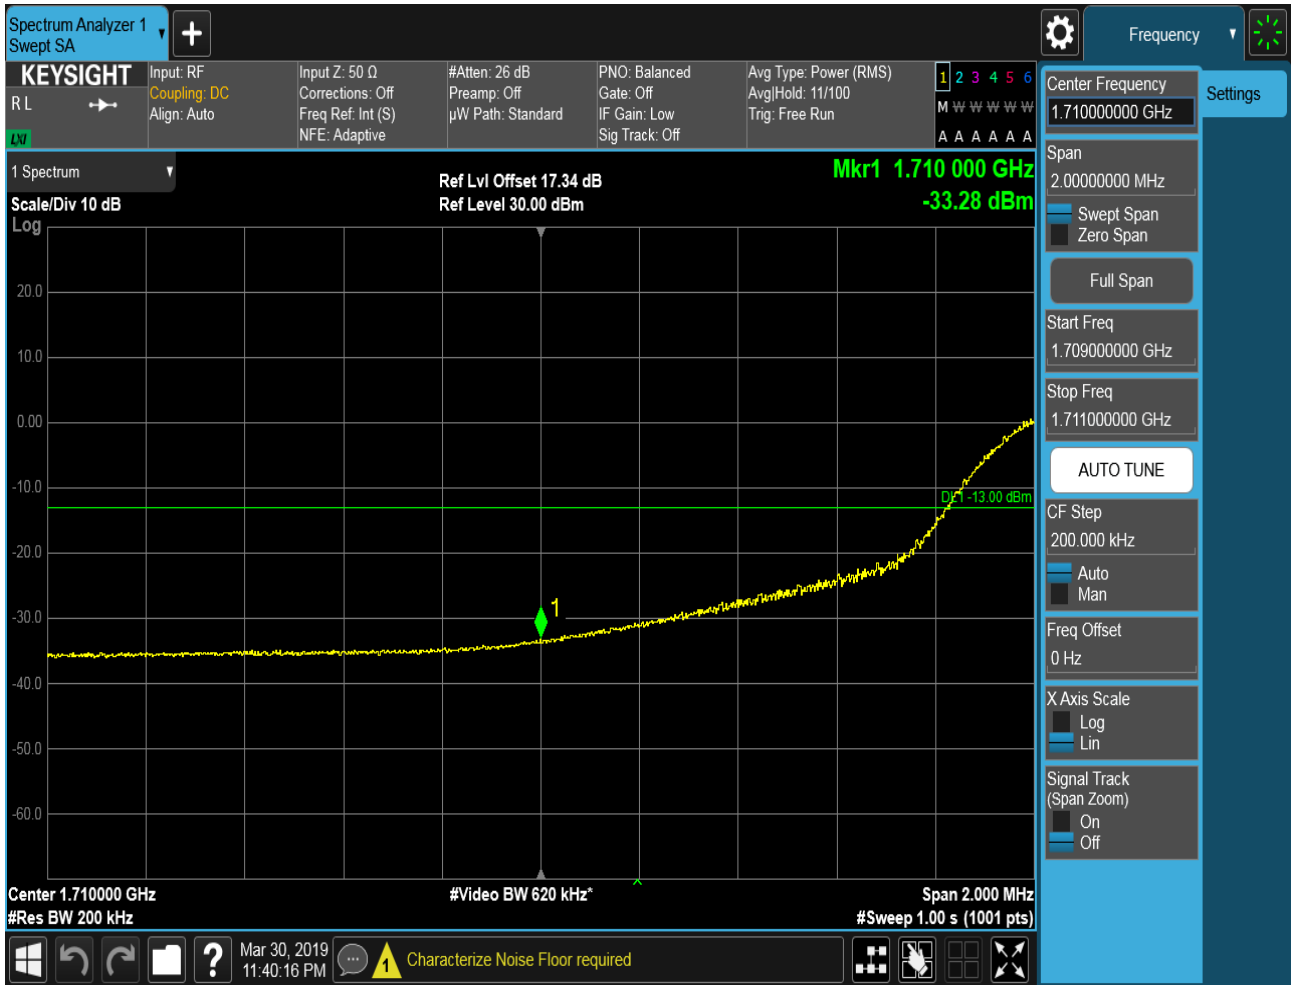 Spectrum Analyzer 1
Swept SA
Frequency
KEYSIGHT
R L
LXI
Input: RF
Coupling: DC
Align: Auto
Input Z: 50 Ω
Corrections: Off
Freq Ref: Int (S)
NFE: Adaptive
#Atten: 26 dB
Preamp: Off
µW Path: Standard
PNO: Balanced
Gate: Off
IF Gain: Low
Sig Track: Off
Avg Type: Power (RMS)
Avg|Hold: 11/100
Trig: Free Run
1 2 3 4 5 6
M W W W W W
A A A A A A
1 Spectrum
Scale/Div 10 dB
Log
Ref Lvl Offset 17.34 dB
Ref Level 30.00 dBm
Mkr1 1.710 000 GHz
-33.28 dBm
20.0
10.0
0.00
-10.0
-20.0
-30.0
-40.0
-50.0
-60.0
DL1 -13.00 dBm
1
Center 1.710000 GHz
#Res BW 200 kHz
#Video BW 620 kHz*
Span 2.000 MHz
#Sweep 1.00 s (1001 pts)
Center Frequency
1.710000000 GHz
Settings
Span
2.00000000 MHz
Swept Span
Zero Span
Full Span
Start Freq
1.709000000 GHz
Stop Freq
1.711000000 GHz
AUTO TUNE
CF Step
200.000 kHz
Auto
Man
Freq Offset
0 Hz
X Axis Scale
Log
Lin
Signal Track
(Span Zoom)
On
Off
?
Mar 30, 2019
11:40:16 PM
1
Characterize Noise Floor required